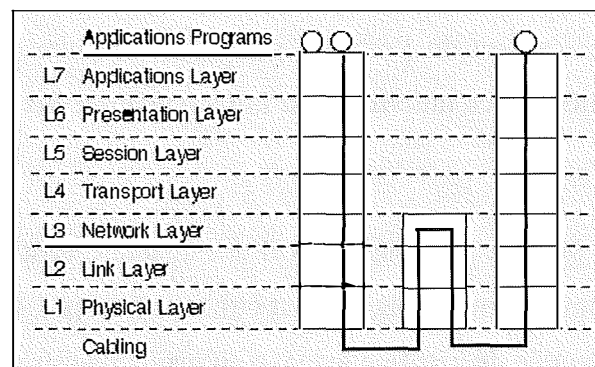 Applications Programs
L7 Applications Layer
L6 Presentation Layer
L5 Session Layer
L4 Transport Layer
L3 Network Layer
L2 Link Layer
L1 Physical Layer
Cabling